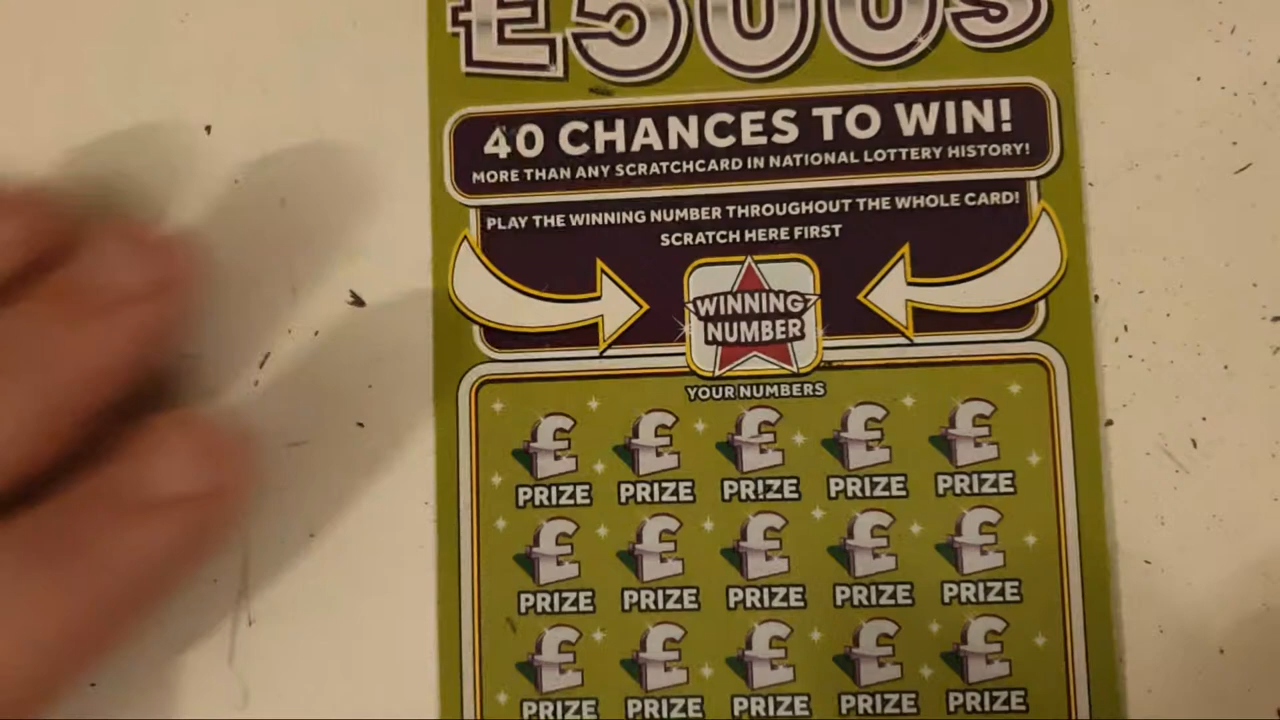 £500s
40 CHANCES TO WIN!
MORE THAN ANY SCRATCHCARD IN NATIONAL LOTTERY HISTORY!
PLAY THE WINNING NUMBER THROUGHOUT THE WHOLE CARD!
SCRATCH HERE FIRST
WINNING
NUMBER
YOUR NUMBERS
£ £ £ £ £
PRIZE PRIZE PRIZE PRIZE PRIZE
£ £ £ £ £
PRIZE PRIZE PRIZE PRIZE PRIZE
£ £ £ £ £
PRIZE PRIZE PRIZE PRIZE PRIZE